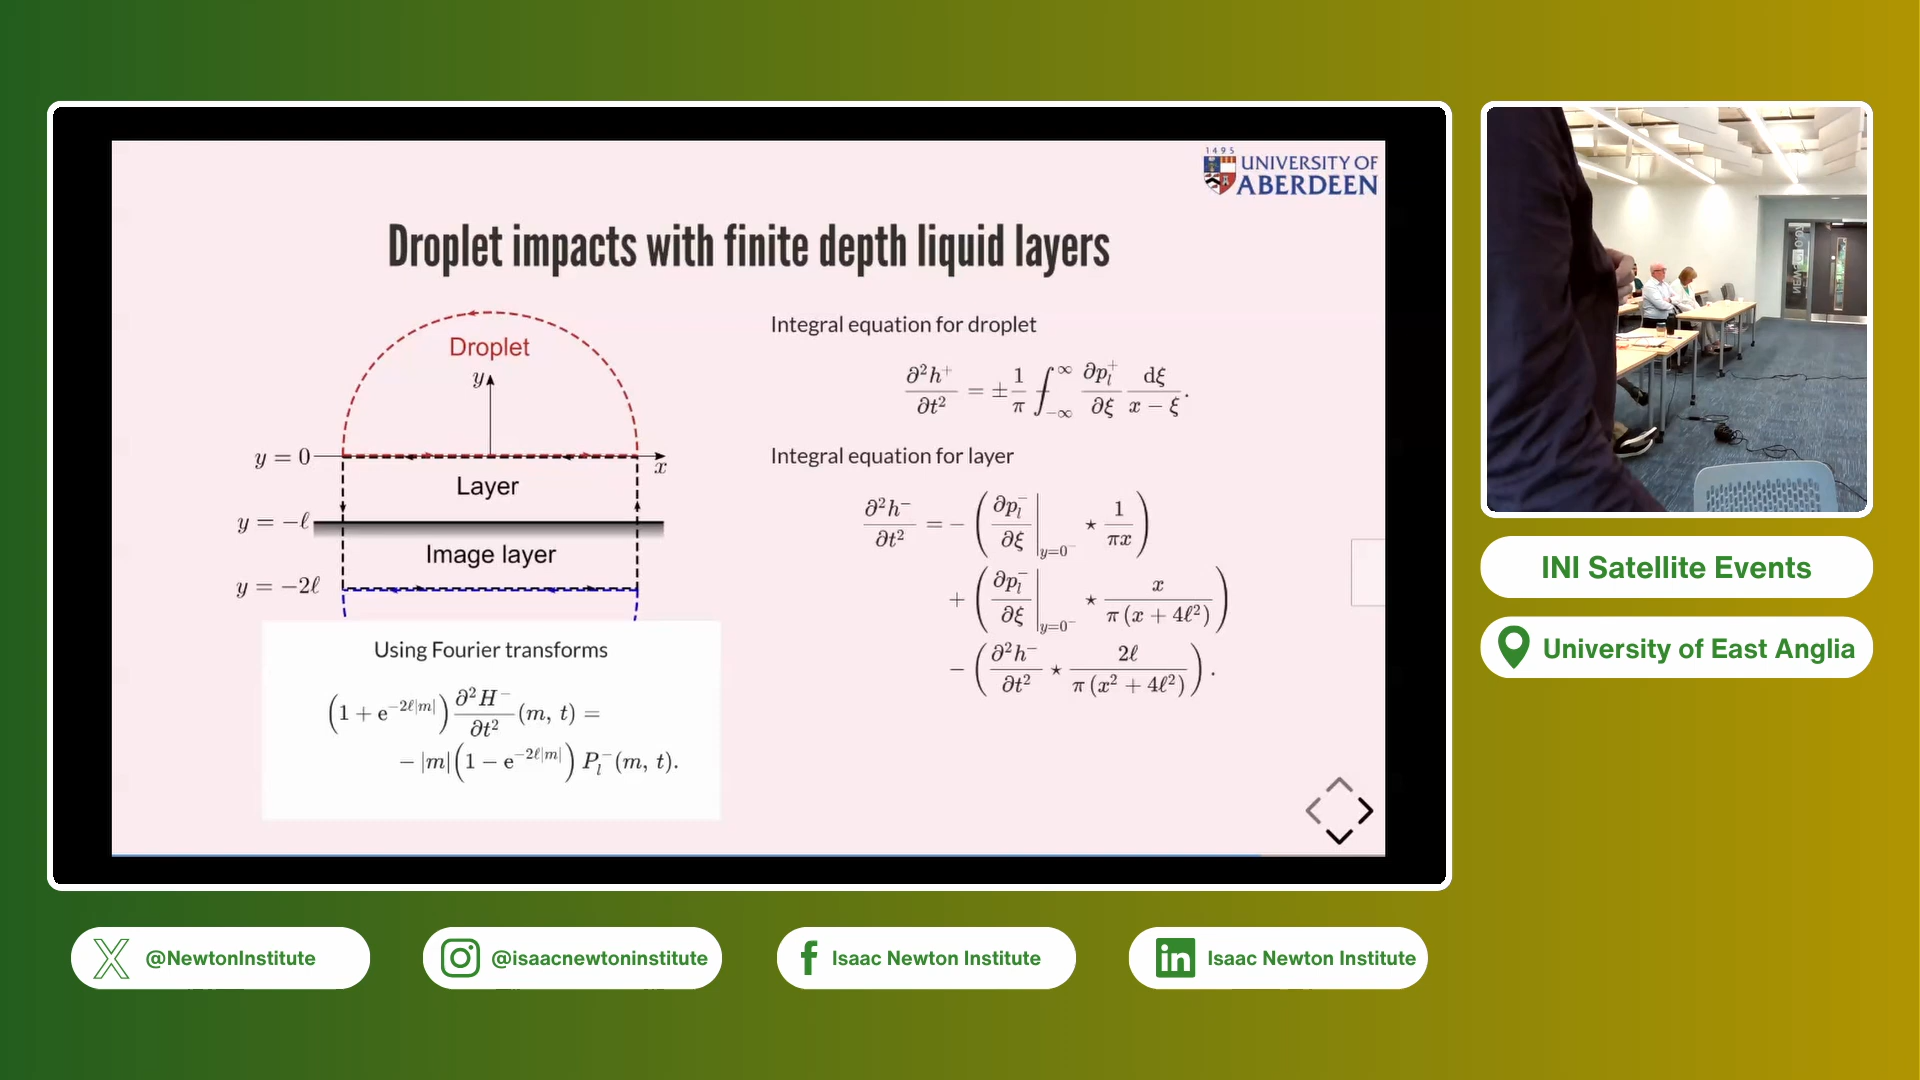 1495
UNIVERSITY OF
ABERDEEN
Droplet impacts with finite depth liquid layers
Droplet
y
y = 0
x
Layer
y = −ℓ
Image layer
y = −2ℓ
Using Fourier transforms
(1 + e^{−2ℓ|m|}) ∂²H⁻/∂t² (m, t) =
− |m|(1 − e^{−2ℓ|m|}) P_l⁻(m, t).
Integral equation for droplet
∂²h⁺/∂t² = ± 1/π ⨍_{−∞}^{∞} ∂p_l⁺/∂ξ dξ/(x − ξ).
Integral equation for layer
∂²h⁻/∂t² = − (∂p_l⁻/∂ξ |_{y=0⁻} ⋆ 1/(πx))
+ (∂p_l⁻/∂ξ |_{y=0⁻} ⋆ x/(π(x + 4ℓ²)))
− (∂²h⁻/∂t² ⋆ 2ℓ/(π(x² + 4ℓ²))).
INI Satellite Events
University of East Anglia
@NewtonInstitute
@isaacnewtoninstitute
Isaac Newton Institute
Isaac Newton Institute